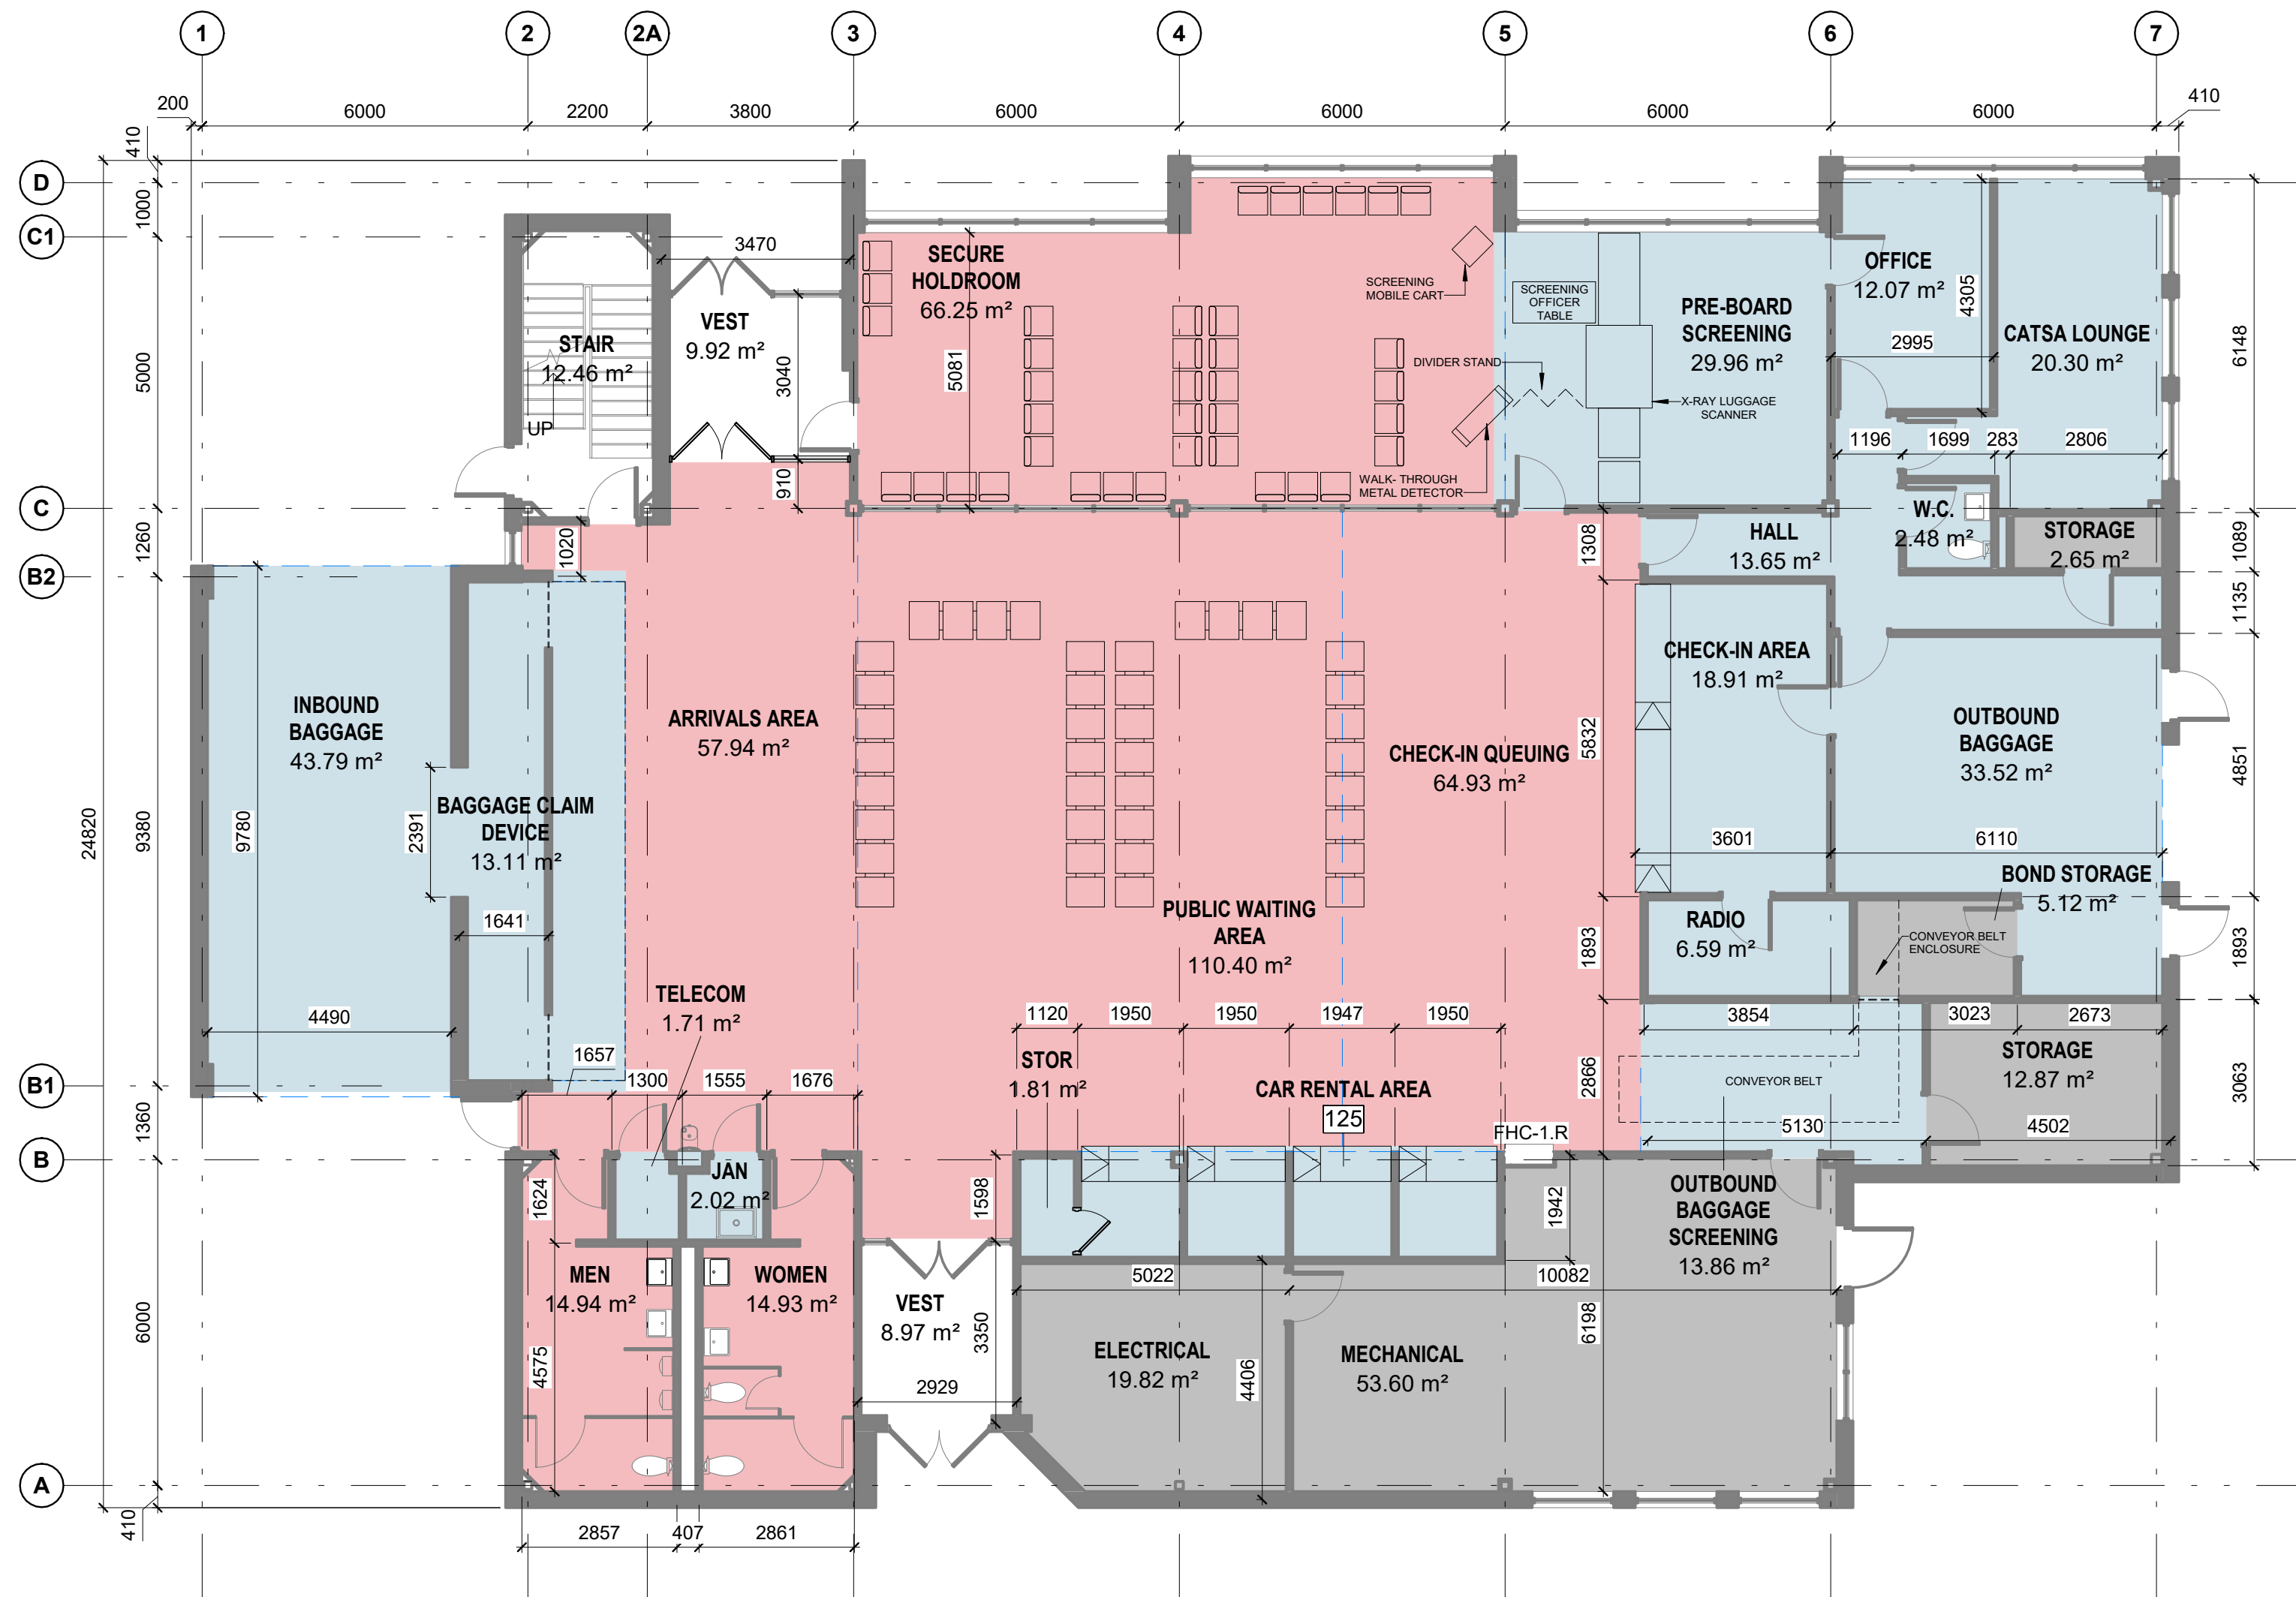 1
2
2A
3
4
5
6
7
200
6000
2200
3800
6000
6000
6000
6000
410
410
D
1000
C1
5000
C
1260
B2
24820
9380
B1
1360
B
6000
A
410
3470
STAIR
12.46 m²
UP
VEST
9.92 m²
3040
910
1020
SECURE
HOLDROOM
66.25 m²
5081
SCREENING
MOBILE CART
SCREENING
OFFICER
TABLE
DIVIDER STAND
WALK- THROUGH
METAL DETECTOR
PRE-BOARD
SCREENING
29.96 m²
X-RAY LUGGAGE
SCANNER
OFFICE
12.07 m²
4305
2995
CATSA LOUNGE
20.30 m²
6148
1196
1699
283
2806
W.C.
2.48 m²
STORAGE
2.65 m²
1089
1135
HALL
13.65 m²
1308
CHECK-IN AREA
18.91 m²
5832
3601
OUTBOUND
BAGGAGE
33.52 m²
4851
6110
BOND STORAGE
5.12 m²
RADIO
6.59 m²
1893
CONVEYOR BELT
ENCLOSURE
1893
3854
3023
2673
INBOUND
BAGGAGE
43.79 m²
9780
2391
BAGGAGE CLAIM
DEVICE
13.11 m²
1641
4490
ARRIVALS AREA
57.94 m²
CHECK-IN QUEUING
64.93 m²
PUBLIC WAITING
AREA
110.40 m²
TELECOM
1.71 m²
1657
1300
1555
1676
1120
1950
1950
1947
1950
STOR
1.81 m²
CAR RENTAL AREA
125
FHC-1.R
2866
CONVEYOR BELT
5130
STORAGE
12.87 m²
4502
3063
JAN
2.02 m²
1624
1598
1942
OUTBOUND
BAGGAGE
SCREENING
13.86 m²
MEN
14.94 m²
WOMEN
14.93 m²
4575
VEST
8.97 m²
3350
2929
5022
10082
ELECTRICAL
19.82 m²
4406
MECHANICAL
53.60 m²
6198
2857
407
2861